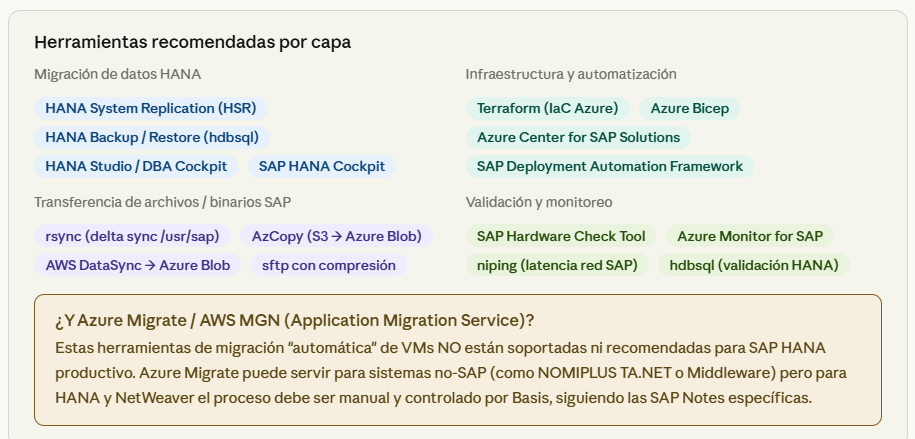 Herramientas recomendadas por capa
Migración de datos HANA
HANA System Replication (HSR)
HANA Backup / Restore (hdbsql)
HANA Studio / DBA Cockpit
SAP HANA Cockpit
Infraestructura y automatización
Terraform (IaC Azure)
Azure Bicep
Azure Center for SAP Solutions
SAP Deployment Automation Framework
Transferencia de archivos / binarios SAP
rsync (delta sync /usr/sap)
AzCopy (S3 → Azure Blob)
AWS DataSync → Azure Blob
sftp con compresión
Validación y monitoreo
SAP Hardware Check Tool
Azure Monitor for SAP
niping (latencia red SAP)
hdbsql (validación HANA)
¿Y Azure Migrate / AWS MGN (Application Migration Service)?
Estas herramientas de migración "automática" de VMs NO están soportadas ni recomendadas para SAP HANA
productivo. Azure Migrate puede servir para sistemas no-SAP (como NOMIPLUS TA.NET o Middleware) pero para
HANA y NetWeaver el proceso debe ser manual y controlado por Basis, siguiendo las SAP Notes específicas.